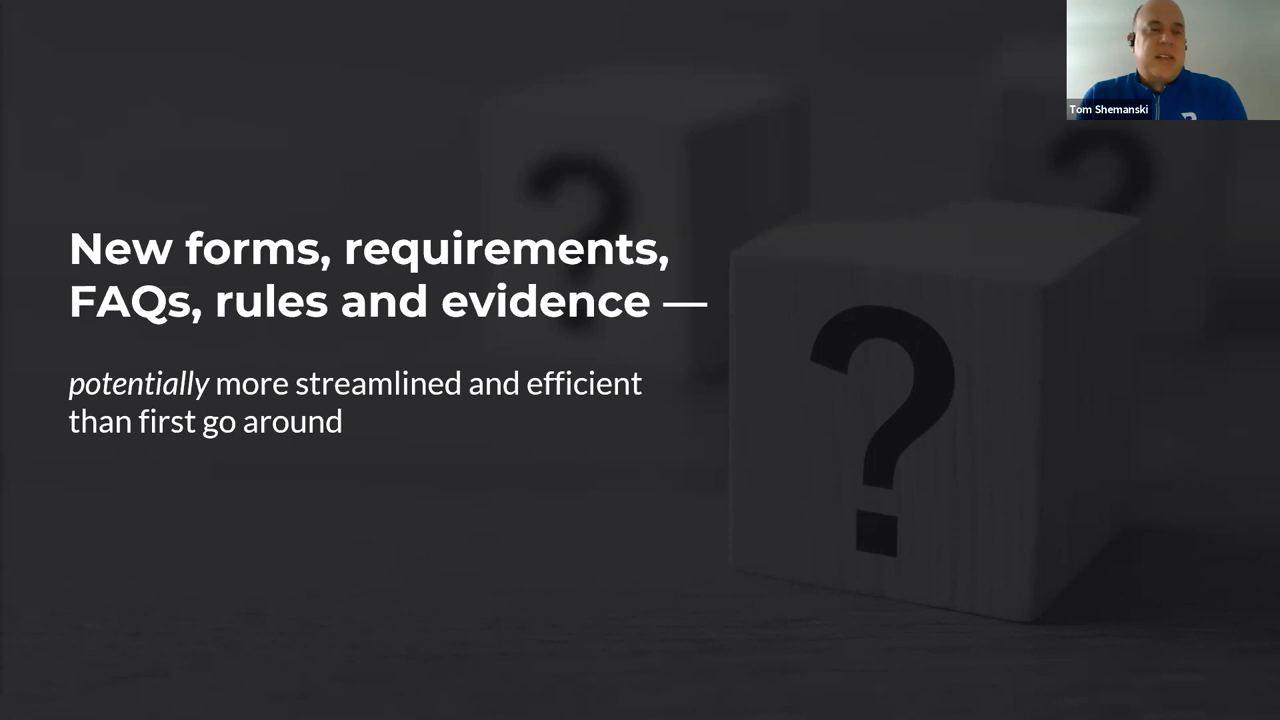 Tom Shemanski
New forms, requirements,
FAQs, rules and evidence —
potentially more streamlined and efficient
than first go around
?
?
?